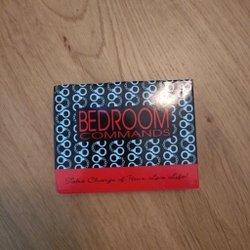 BEDROOM
COMMANDS
Take Charge of Your Love Life!